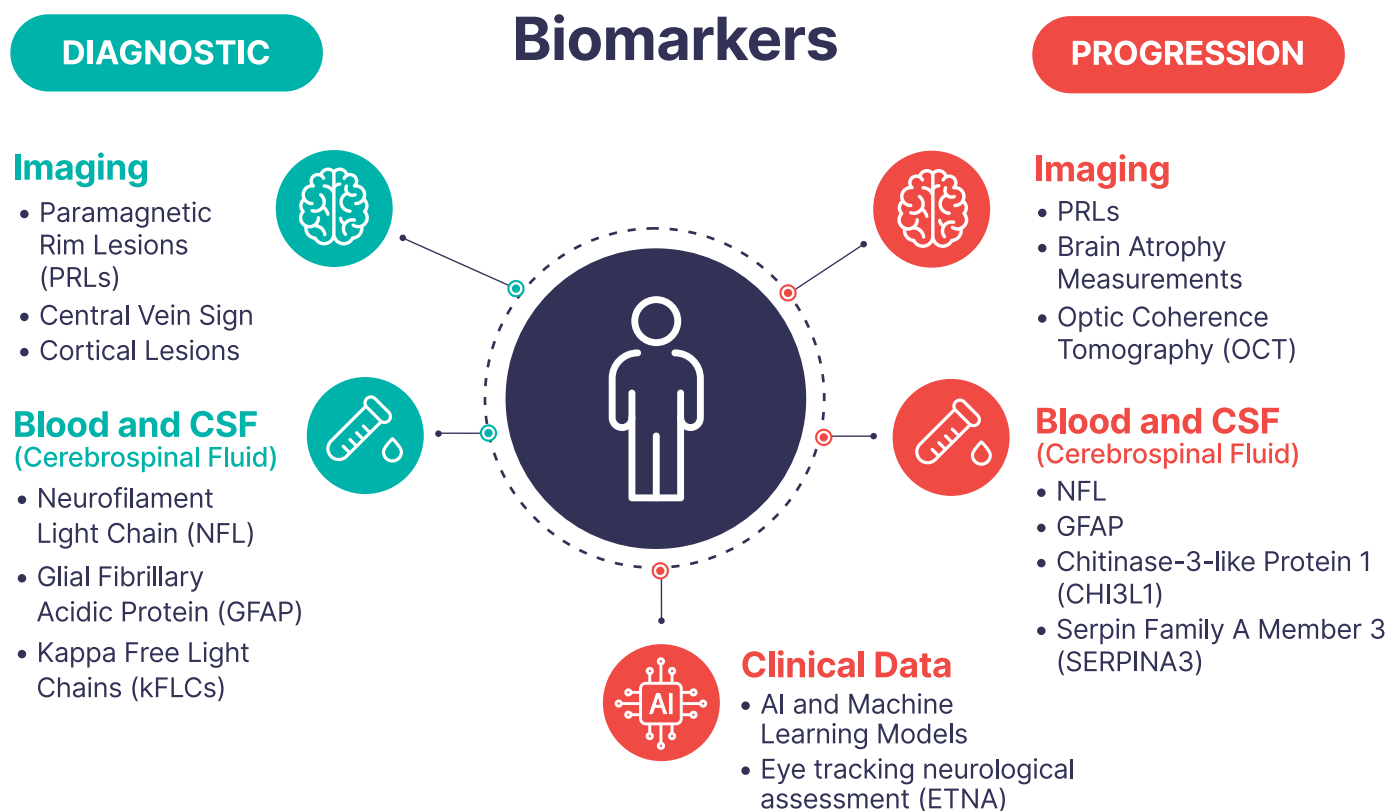 Biomarkers
DIAGNOSTIC
Imaging
• Paramagnetic
Rim Lesions
(PRLs)
• Central Vein Sign
• Cortical Lesions
Blood and CSF
(Cerebrospinal Fluid)
• Neurofilament
Light Chain (NFL)
• Glial Fibrillary
Acidic Protein (GFAP)
• Kappa Free Light
Chains (kFLCs)
PROGRESSION
Imaging
• PRLs
• Brain Atrophy
Measurements
• Optic Coherence
Tomography (OCT)
Blood and CSF
(Cerebrospinal Fluid)
• NFL
• GFAP
• Chitinase-3-like Protein 1
(CHI3L1)
• Serpin Family A Member 3
(SERPINA3)
AI
Clinical Data
• AI and Machine
Learning Models
• Eye tracking neurological
assessment (ETNA)